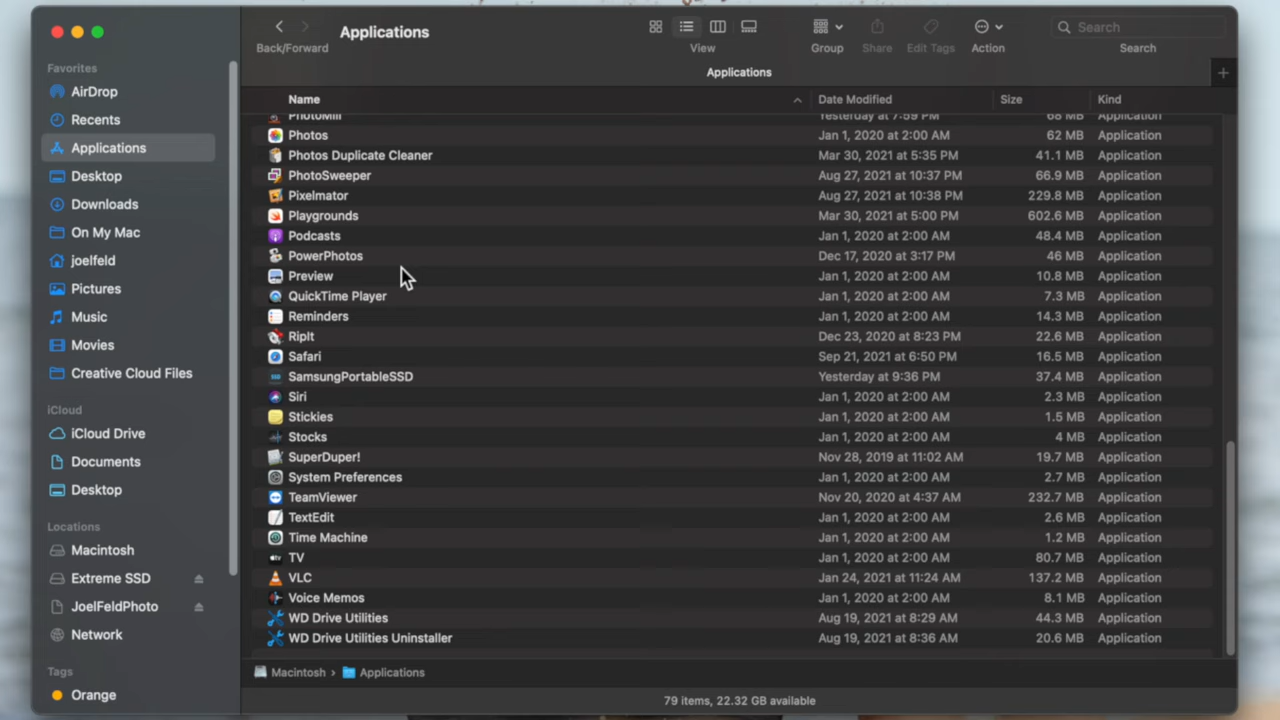 Favorites
AirDrop
Recents
Applications
Desktop
Downloads
On My Mac
joelfeld
Pictures
Music
Movies
Creative Cloud Files
iCloud
iCloud Drive
Documents
Desktop
Locations
Macintosh
Extreme SSD
JoelFeldPhoto
Network
Tags
Orange
Back/Forward
Applications
View
Group
Share
Edit Tags
Action
Search
Search
Applications
Name Date Modified Size Kind
PhotoMill Yesterday at 7:59 PM 68 MB Application
Photos Jan 1, 2020 at 2:00 AM 62 MB Application
Photos Duplicate Cleaner Mar 30, 2021 at 5:35 PM 41.1 MB Application
PhotoSweeper Aug 27, 2021 at 10:37 PM 66.9 MB Application
Pixelmator Aug 27, 2021 at 10:38 PM 229.8 MB Application
Playgrounds Mar 30, 2021 at 5:00 PM 602.6 MB Application
Podcasts Jan 1, 2020 at 2:00 AM 48.4 MB Application
PowerPhotos Dec 17, 2020 at 3:17 PM 46 MB Application
Preview Jan 1, 2020 at 2:00 AM 10.8 MB Application
QuickTime Player Jan 1, 2020 at 2:00 AM 7.3 MB Application
Reminders Jan 1, 2020 at 2:00 AM 14.3 MB Application
RipIt Dec 23, 2020 at 8:23 PM 22.6 MB Application
Safari Sep 21, 2021 at 6:50 PM 16.5 MB Application
SamsungPortableSSD Yesterday at 9:36 PM 37.4 MB Application
Siri Jan 1, 2020 at 2:00 AM 2.3 MB Application
Stickies Jan 1, 2020 at 2:00 AM 1.5 MB Application
Stocks Jan 1, 2020 at 2:00 AM 4 MB Application
SuperDuper! Nov 28, 2019 at 11:02 AM 19.7 MB Application
System Preferences Jan 1, 2020 at 2:00 AM 2.7 MB Application
TeamViewer Nov 20, 2020 at 4:37 AM 232.7 MB Application
TextEdit Jan 1, 2020 at 2:00 AM 2.6 MB Application
Time Machine Jan 1, 2020 at 2:00 AM 1.2 MB Application
TV Jan 1, 2020 at 2:00 AM 80.7 MB Application
VLC Jan 24, 2021 at 11:24 AM 137.2 MB Application
Voice Memos Jan 1, 2020 at 2:00 AM 8.1 MB Application
WD Drive Utilities Aug 19, 2021 at 8:29 AM 44.3 MB Application
WD Drive Utilities Uninstaller Aug 19, 2021 at 8:36 AM 20.6 MB Application
Macintosh › Applications
79 items, 22.32 GB available